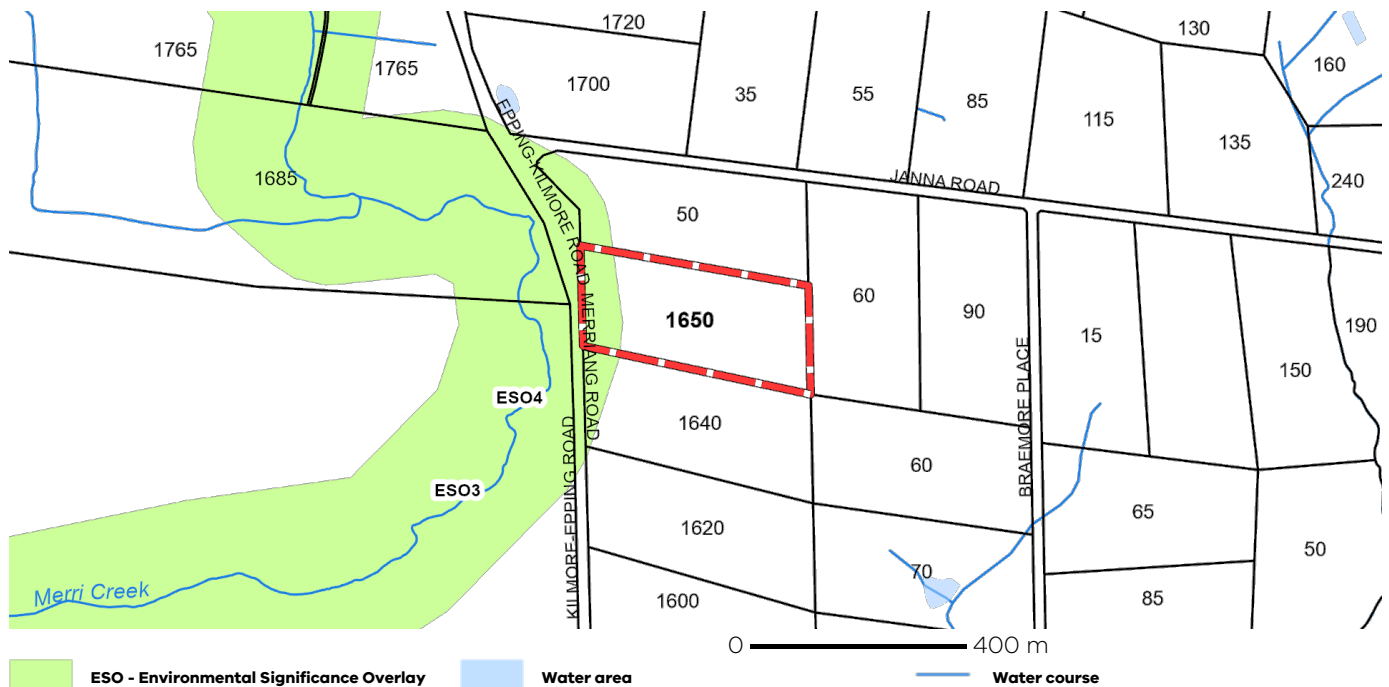 1720
130
1765
1765
160
1700
35
55
85
115
135
EPPING-KILMORE ROAD
1685
JANNA ROAD
240
50
60
90
1650
MERRIANG ROAD
15
190
150
BRAEMORE PLACE
ESO4
1640
KILMORE-EPPING ROAD
60
ESO3
65
1620
50
70
Merri Creek
1600
85
0 400 m
ESO - Environmental Significance Overlay Water area Water course